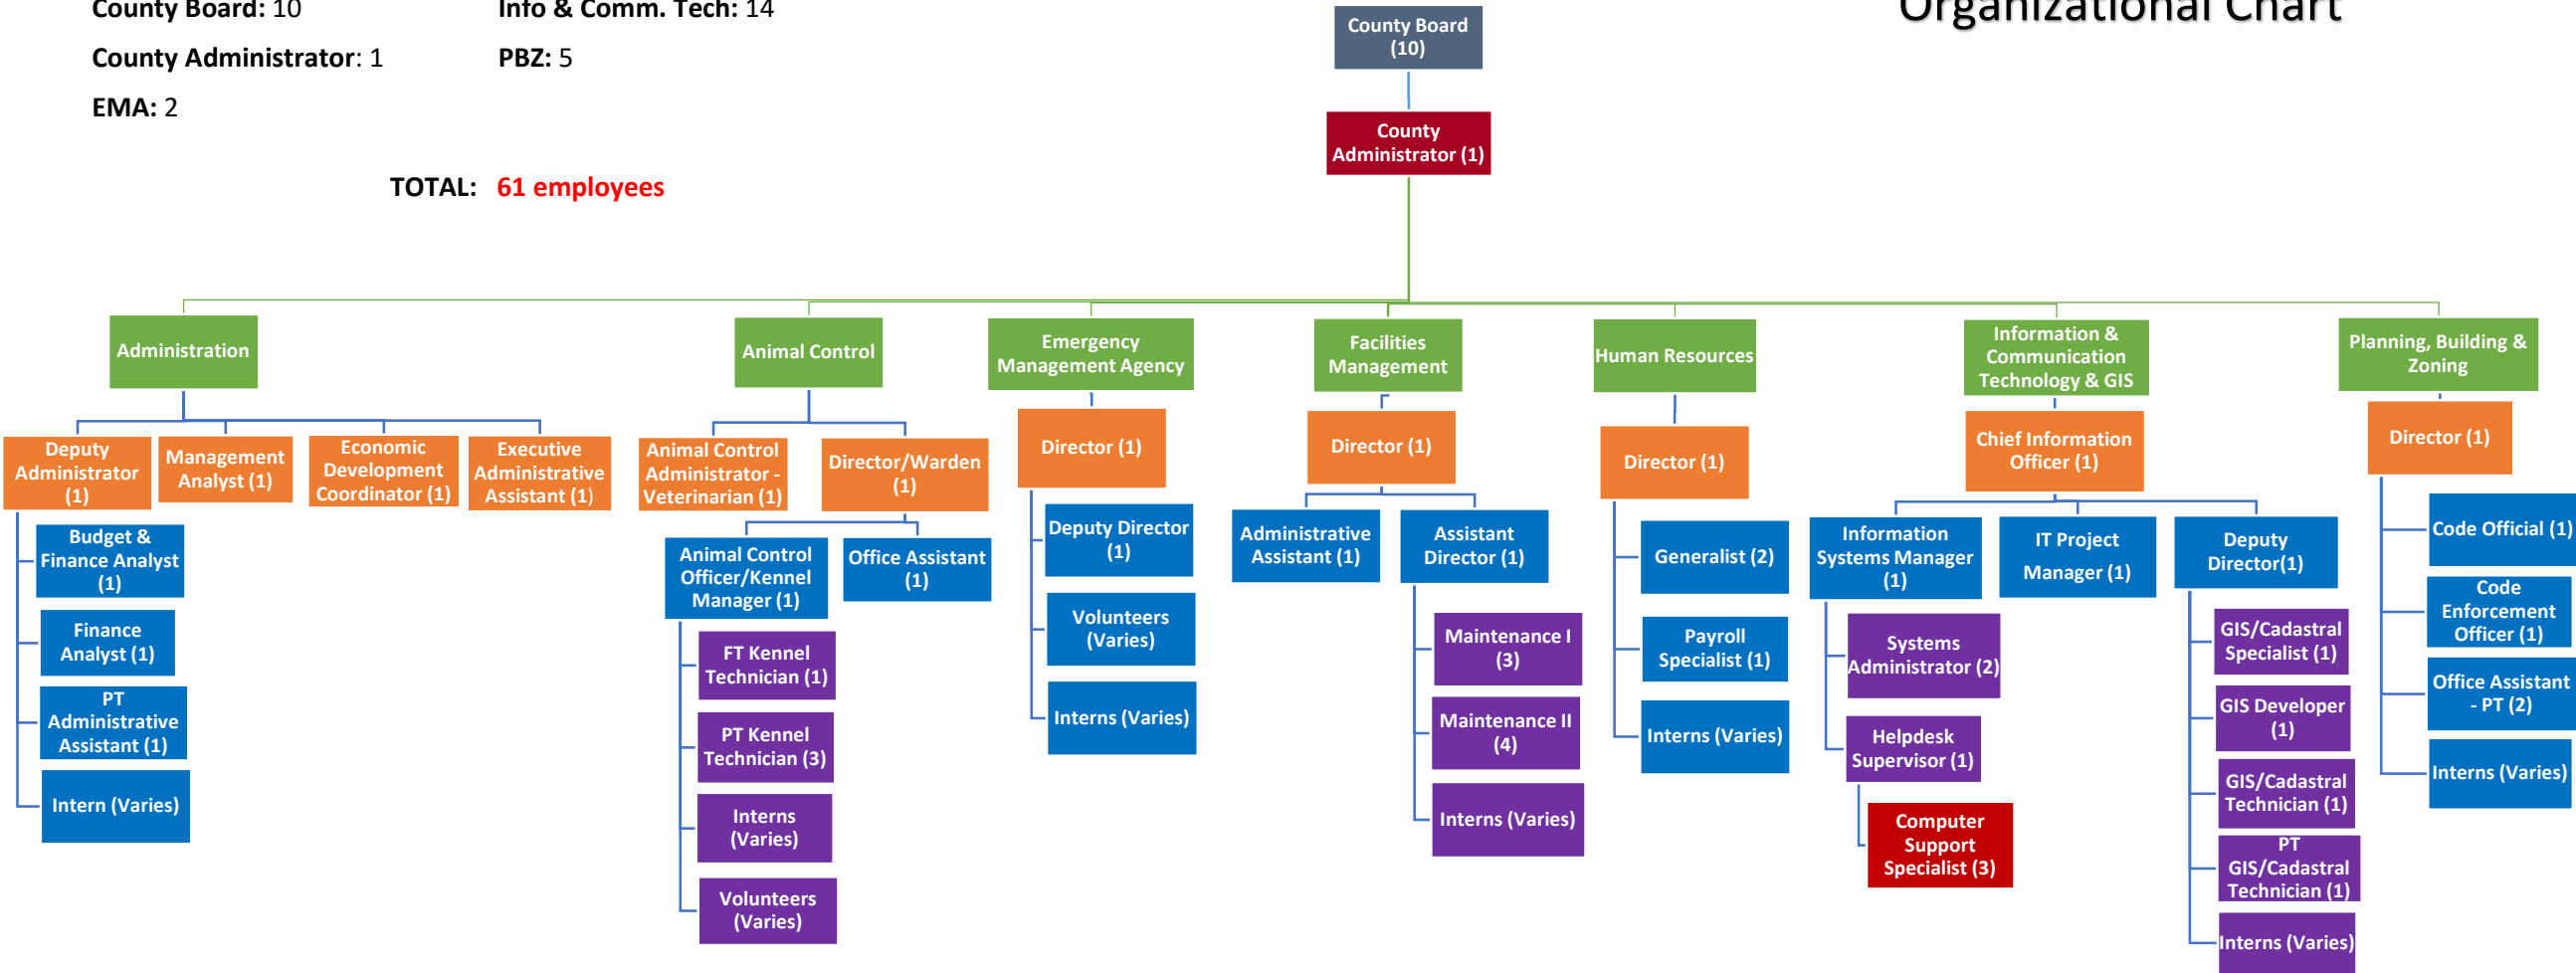 County Board: 10
Info & Comm. Tech: 14
Organizational Chart
County Administrator: 1
PBZ: 5
EMA: 2
TOTAL: 61 employees
County Board
(10)
County
Administrator (1)
Administration
Deputy
Administrator
(1)
Budget &
Finance Analyst
(1)
Finance
Analyst (1)
PT
Administrative
Assistant (1)
Intern (Varies)
Management
Analyst (1)
Economic
Development
Coordinator (1)
Executive
Administrative
Assistant (1)
Animal Control
Animal Control
Administrator -
Veterinarian (1)
Director/Warden
(1)
Animal Control
Officer/Kennel
Manager (1)
FT Kennel
Technician (1)
PT Kennel
Technician (3)
Interns
(Varies)
Volunteers
(Varies)
Office Assistant
(1)
Emergency
Management Agency
Director (1)
Deputy Director
(1)
Volunteers
(Varies)
Interns (Varies)
Facilities
Management
Director (1)
Administrative
Assistant (1)
Assistant
Director (1)
Maintenance I
(3)
Maintenance II
(4)
Interns (Varies)
Human Resources
Director (1)
Generalist (2)
Payroll
Specialist (1)
Interns (Varies)
Information &
Communication
Technology & GIS
Chief Information
Officer (1)
Information
Systems Manager
(1)
Systems
Administrator (2)
Helpdesk
Supervisor (1)
Computer
Support
Specialist (3)
IT Project
Manager (1)
Deputy
Director(1)
GIS/Cadastral
Specialist (1)
GIS Developer
(1)
GIS/Cadastral
Technician (1)
PT
GIS/Cadastral
Technician (1)
Interns (Varies)
Planning, Building &
Zoning
Director (1)
Code Official (1)
Code
Enforcement
Officer (1)
Office Assistant
- PT (2)
Interns (Varies)